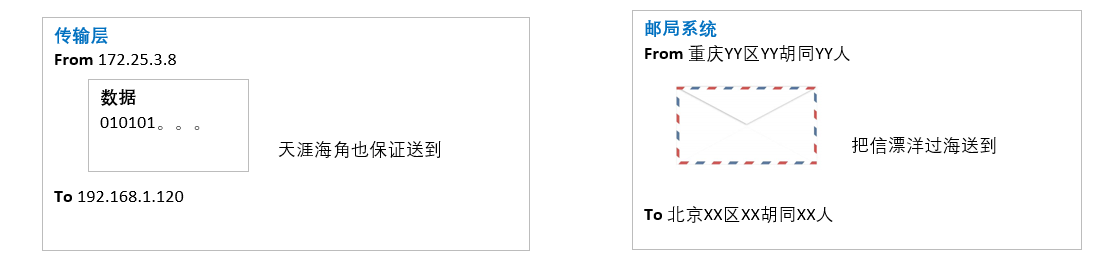 传输层
From 172.25.3.8
数据
010101。。。
天涯海角也保证送到
To 192.168.1.120
邮局系统
From 重庆YY区YY胡同YY人
把信漂洋过海送到
To 北京XX区XX胡同XX人